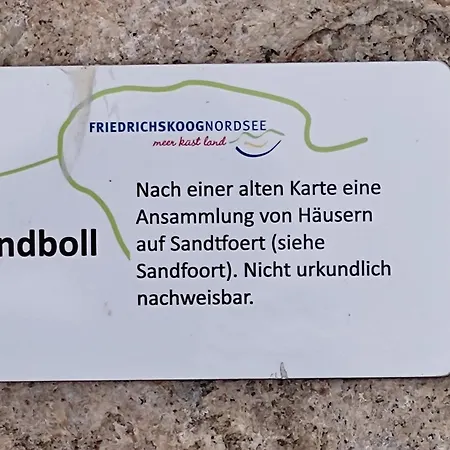 FRIEDRICHSKOOGNORDSEE
meer kast land
Nach einer alten Karte eine
Ansammlung von Häusern
ndboll
auf Sandtfoert (siehe
Sandfoort). Nicht urkundlich
nachweisbar.